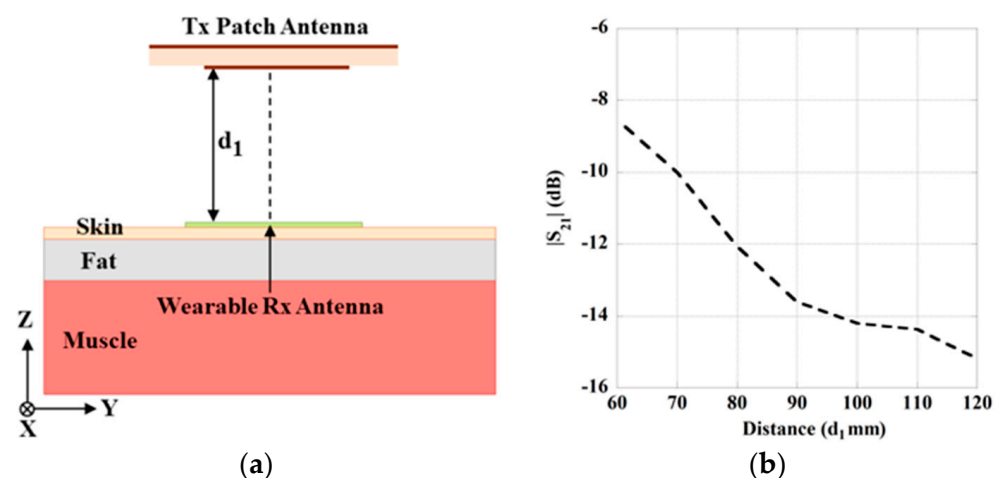 Tx Patch Antenna
d1
Skin
Fat
Wearable Rx Antenna
Muscle
Z
Y
X
(a)
-6
-8
-10
-12
-14
-16
|S21| (dB)
60 70 80 90 100 110 120
Distance (d1 mm)
(b)